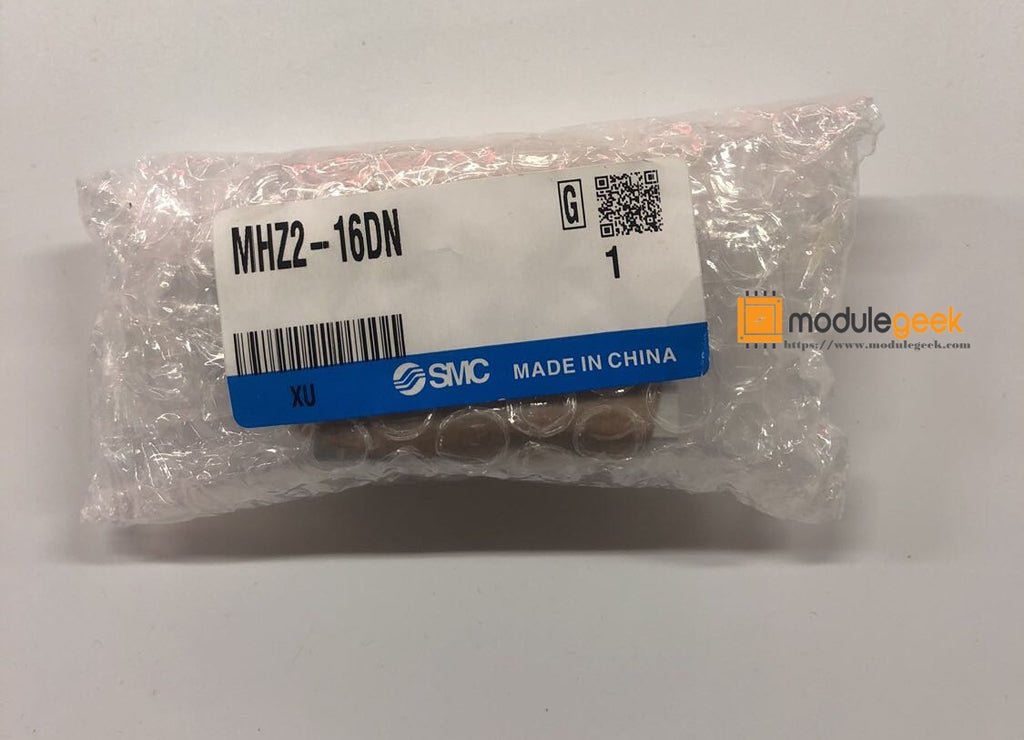 MHZ2-16DN
G
1
XU
SMC MADE IN CHINA
modulegeek
https://www.modulegeek.com